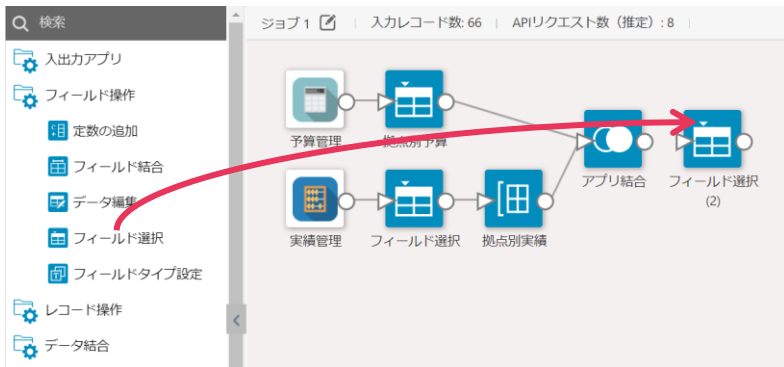 検索
ジョブ 1
入力レコード数: 66
APIリクエスト数（推定）: 8
入出力アプリ
フィールド操作
定数の追加
フィールド結合
データ編集
フィールド選択
フィールドタイプ設定
レコード操作
データ結合
予算管理
拠点別予算
アプリ結合
フィールド選択
(2)
実績管理
フィールド選択
拠点別実績